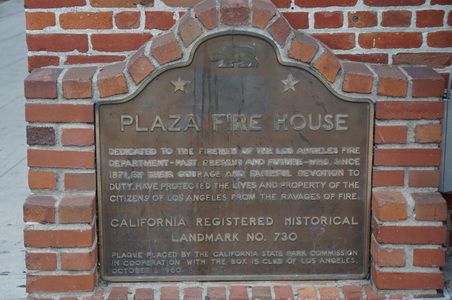 PLAZA FIRE HOUSE
DEDICATED TO THE FIREMEN OF THE LOS ANGELES FIRE
DEPARTMENT-PAST, PRESENT AND FUTURE-WHO, SINCE
1871, BY THEIR COURAGE AND FAITHFUL DEVOTION TO
DUTY, HAVE PROTECTED THE LIVES AND PROPERTY OF THE
CITIZENS OF LOS ANGELES FROM THE RAVAGES OF FIRE.
CALIFORNIA REGISTERED HISTORICAL
LANDMARK NO. 730
PLAQUE PLACED BY THE CALIFORNIA STATE PARK COMMISSION
IN COOPERATION WITH THE BOX 15 CLUB OF LOS ANGELES,
OCTOBER 1960.